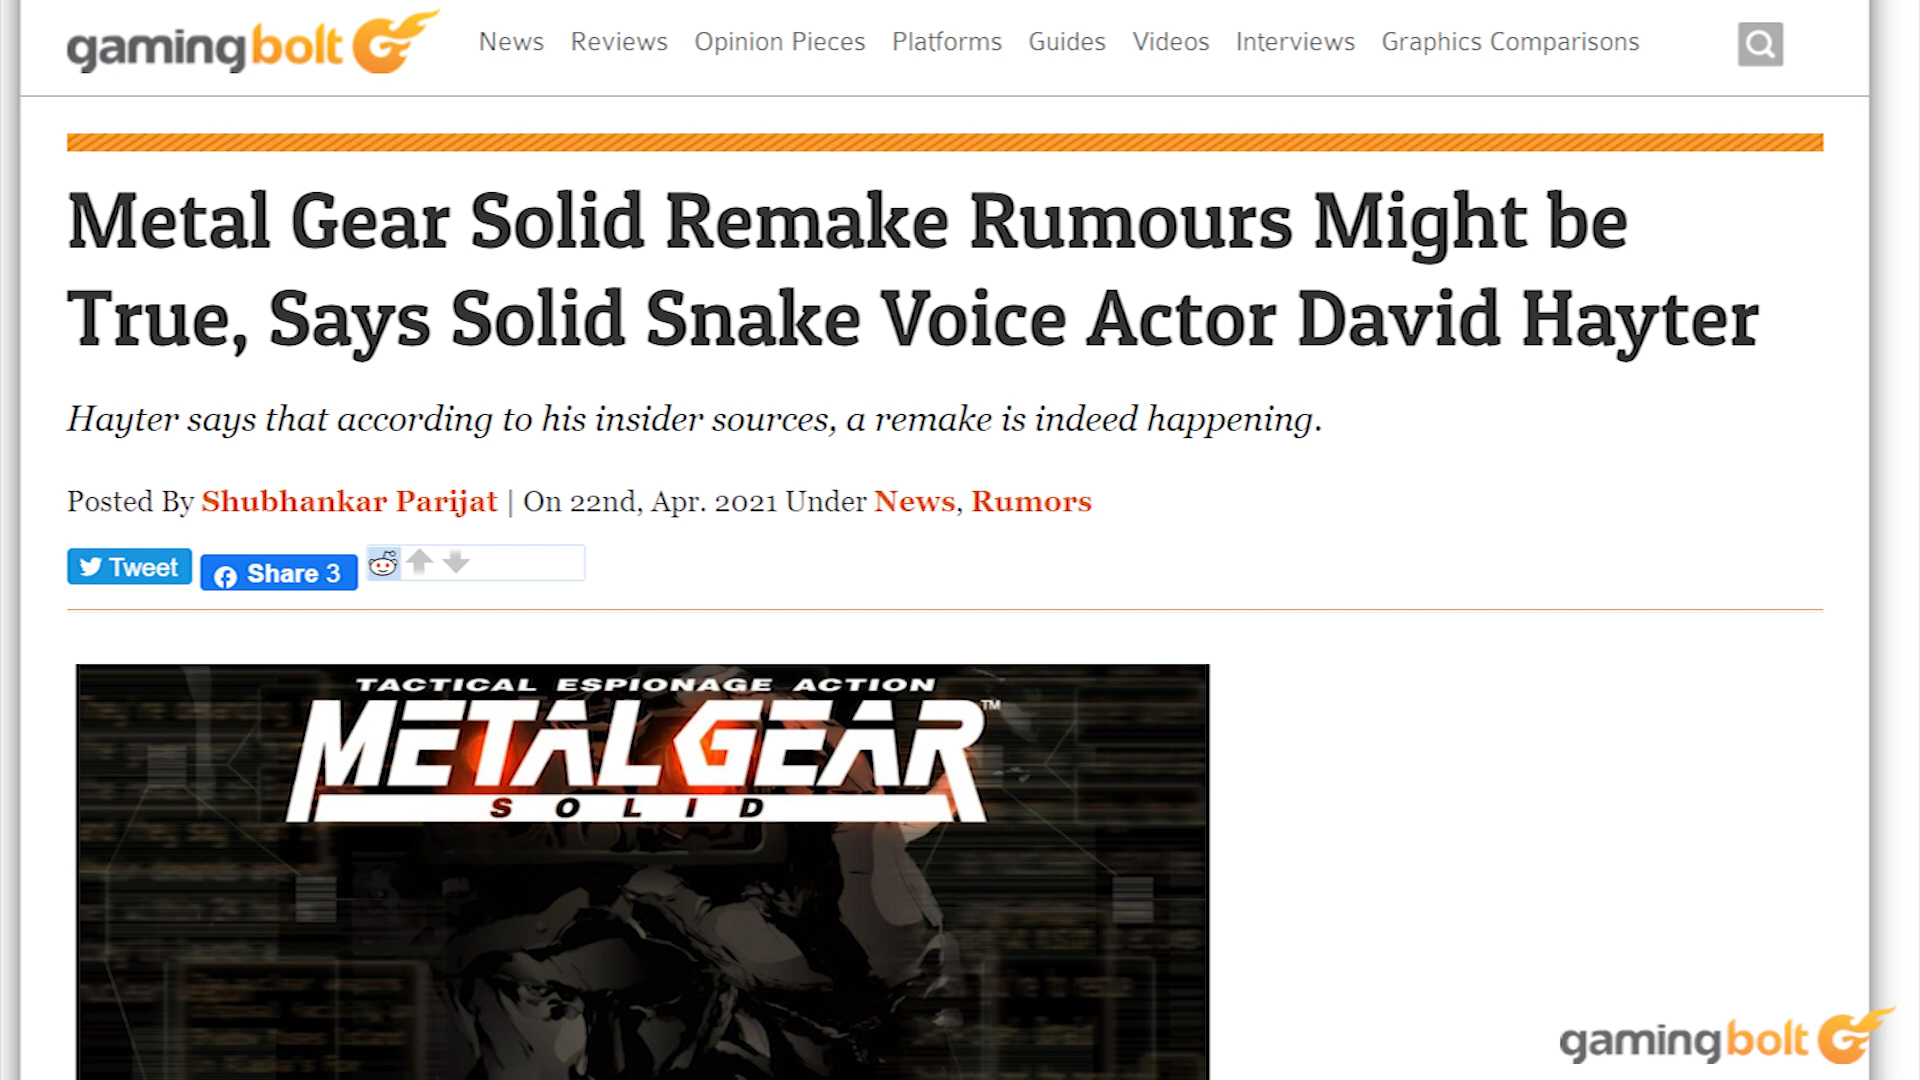 gamingbolt
News Reviews Opinion Pieces Platforms Guides Videos Interviews Graphics Comparisons
Metal Gear Solid Remake Rumours Might be
True, Says Solid Snake Voice Actor David Hayter
Hayter says that according to his insider sources, a remake is indeed happening.
Posted By Shubhankar Parijat | On 22nd, Apr. 2021 Under News, Rumors
Tweet
Share 3
TACTICAL ESPIONAGE ACTION
METAL GEAR™
SOLID
gamingbolt